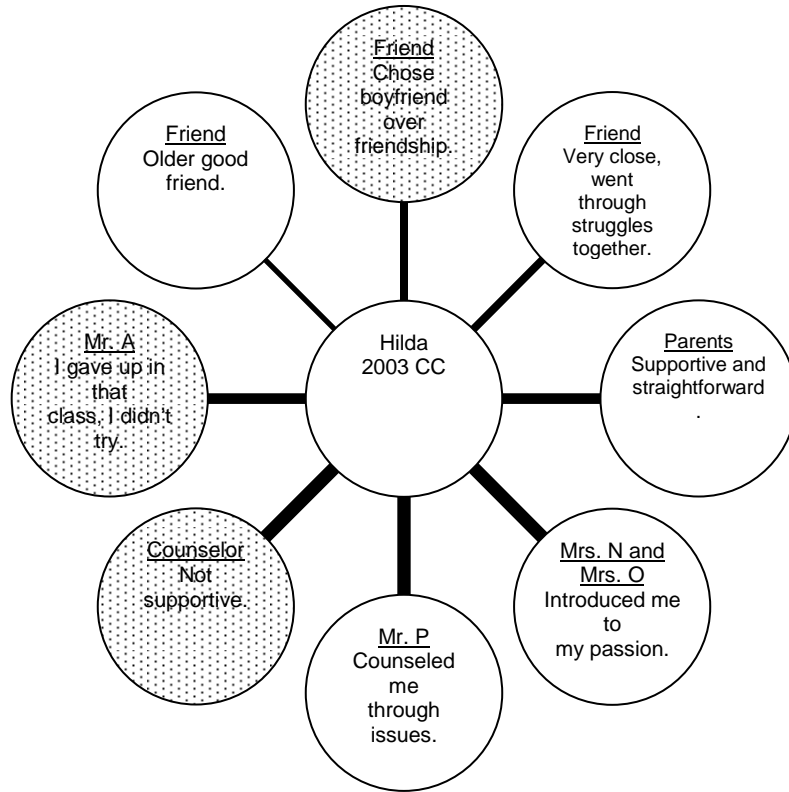 Friend
Chose
boyfriend
over
friendship.
Friend
Older good
friend.
Friend
Very close,
went
through
struggles
together.
Mr. A
I gave up in
that
class, I didn't
try.
Hilda
2003 CC
Parents
Supportive and
straightforward
.
Counselor
Not
supportive.
Mr. P
Counseled
me
through
issues.
Mrs. N and
Mrs. O
Introduced me
to
my passion.